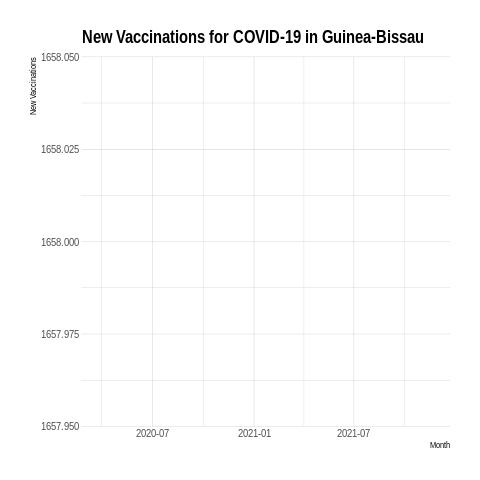 New Vaccinations for COVID-19 in Guinea-Bissau
New Vaccinations
1658.050
1658.025
1658.000
1657.975
1657.950
2020-07 2021-01 2021-07
Month